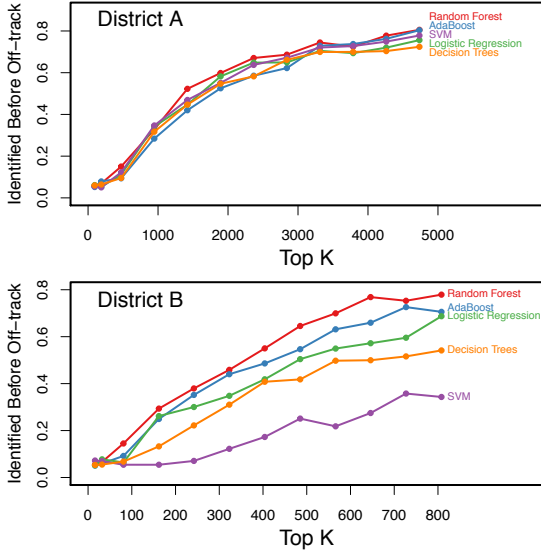 District A
Identified Before Off−track
0.0 0.2 0.4 0.6 0.8
Random Forest
AdaBoost
SVM
Logistic Regression
Decision Trees
0 1000 2000 3000 4000 5000
Top K
District B
Identified Before Off−track
0.0 0.2 0.4 0.6 0.8
Random Forest
AdaBoost
Logistic Regression
Decision Trees
SVM
0 100 200 300 400 500 600 700 800
Top K